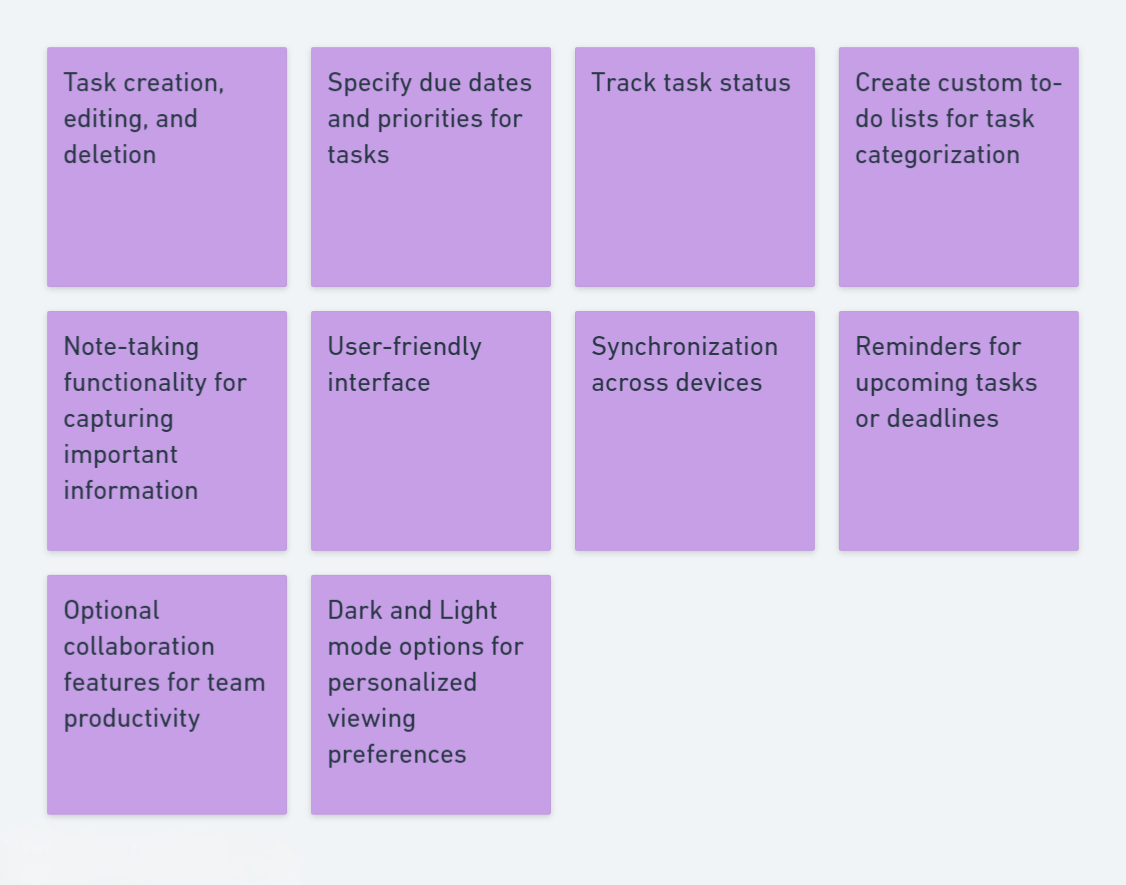 Task creation,
editing, and
deletion
Specify due dates
and priorities for
tasks
Track task status
Create custom to-
do lists for task
categorization
Note-taking
functionality for
capturing
important
information
User-friendly
interface
Synchronization
across devices
Reminders for
upcoming tasks
or deadlines
Optional
collaboration
features for team
productivity
Dark and Light
mode options for
personalized
viewing
preferences